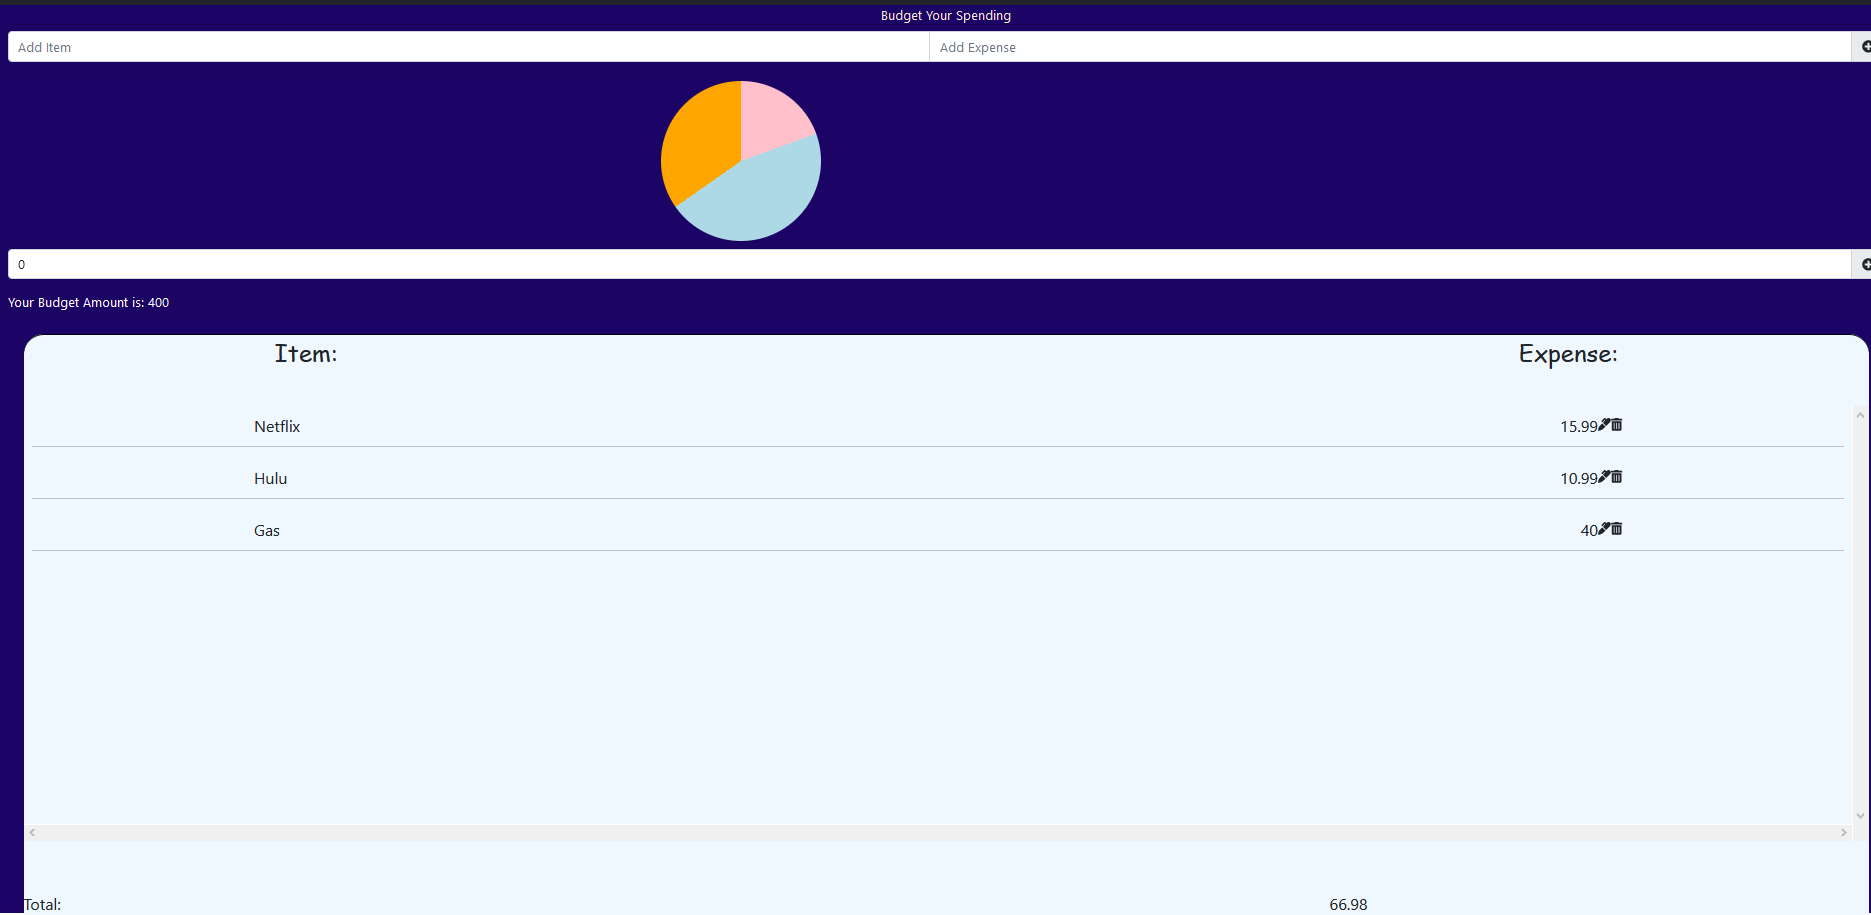 Budget Your Spending
Add Item Add Expense
0
Your Budget Amount is: 400
Item: Expense:
Netflix 15.99
Hulu 10.99
Gas 40
Total: 66.98